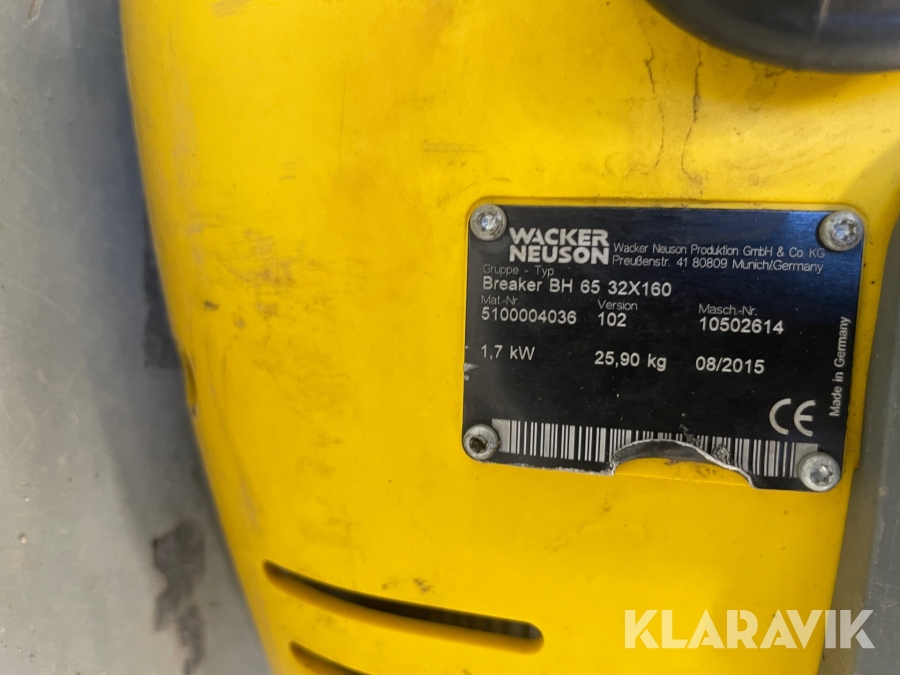 WACKER
NEUSON
Wacker Neuson Produktion GmbH & Co. KG
Preußenstr. 41 80809 Munich/Germany
Gruppe - Typ
Breaker BH 65 32X160
Mat-Nr Version Masch.-Nr.
5100004036 102 10502614
1,7 kW 25,90 kg 08/2015
Made in Germany
CE
KLARAVIK